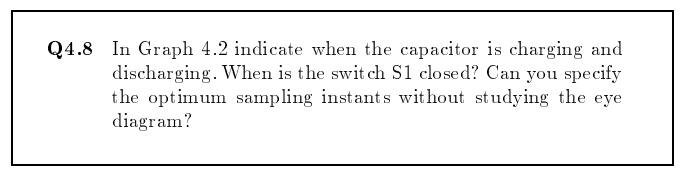 Q4.8 In Graph 4.2 indicate when the capacitor is charging and
discharging. When is the switch S1 closed? Can you specify
the optimum sampling instants without studying the eye
diagram?